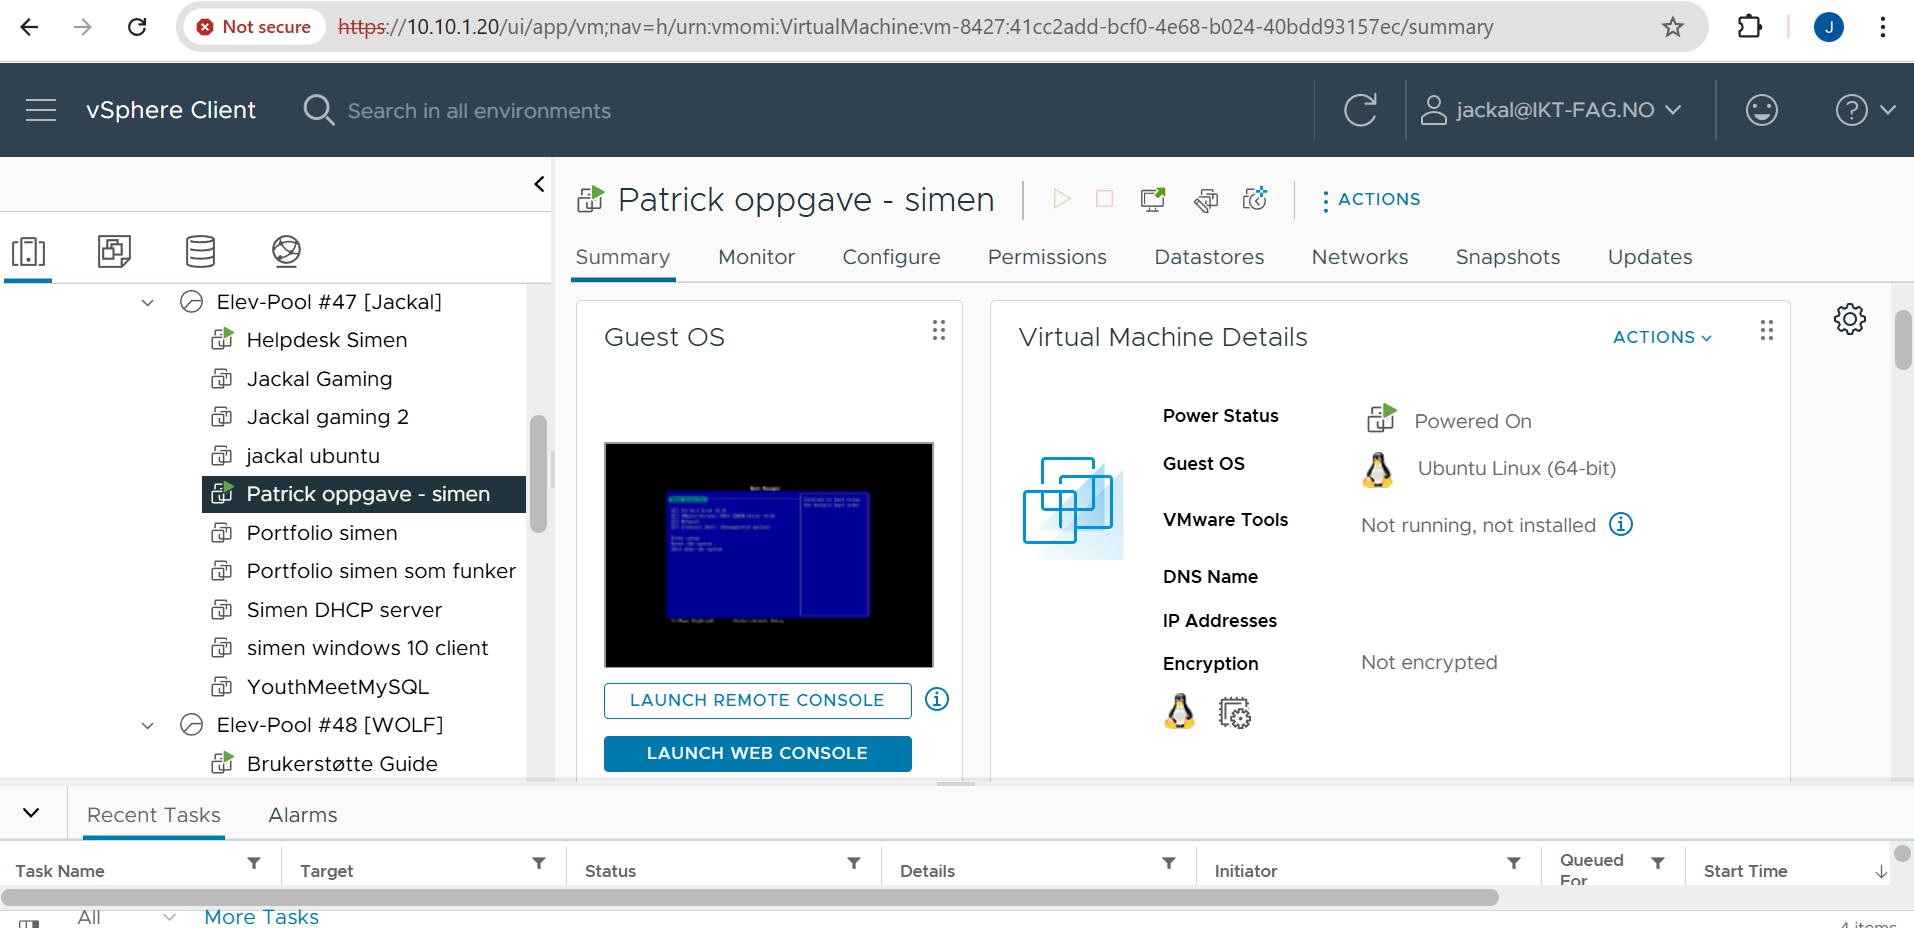 Not secure https://10.10.1.20/ui/app/vm;nav=h/urn:vmomi:VirtualMachine:vm-8427:41cc2add-bcf0-4e68-b024-40bdd93157ec/summary J
vSphere Client Search in all environments jackal@IKT-FAG.NO
Patrick oppgave - simen ACTIONS
Summary Monitor Configure Permissions Datastores Networks Snapshots Updates
Elev-Pool #47 [Jackal]
Helpdesk Simen
Jackal Gaming
Jackal gaming 2
jackal ubuntu
Patrick oppgave - simen
Portfolio simen
Portfolio simen som funker
Simen DHCP server
simen windows 10 client
YouthMeetMySQL
Elev-Pool #48 [WOLF]
Brukerstøtte Guide
Guest OS
LAUNCH REMOTE CONSOLE
LAUNCH WEB CONSOLE
Virtual Machine Details ACTIONS
Power Status Powered On
Guest OS Ubuntu Linux (64-bit)
VMware Tools Not running, not installed
DNS Name
IP Addresses
Encryption Not encrypted
Recent Tasks Alarms
Task Name Target Status Details Initiator Queued For Start Time
All More Tasks
4 items